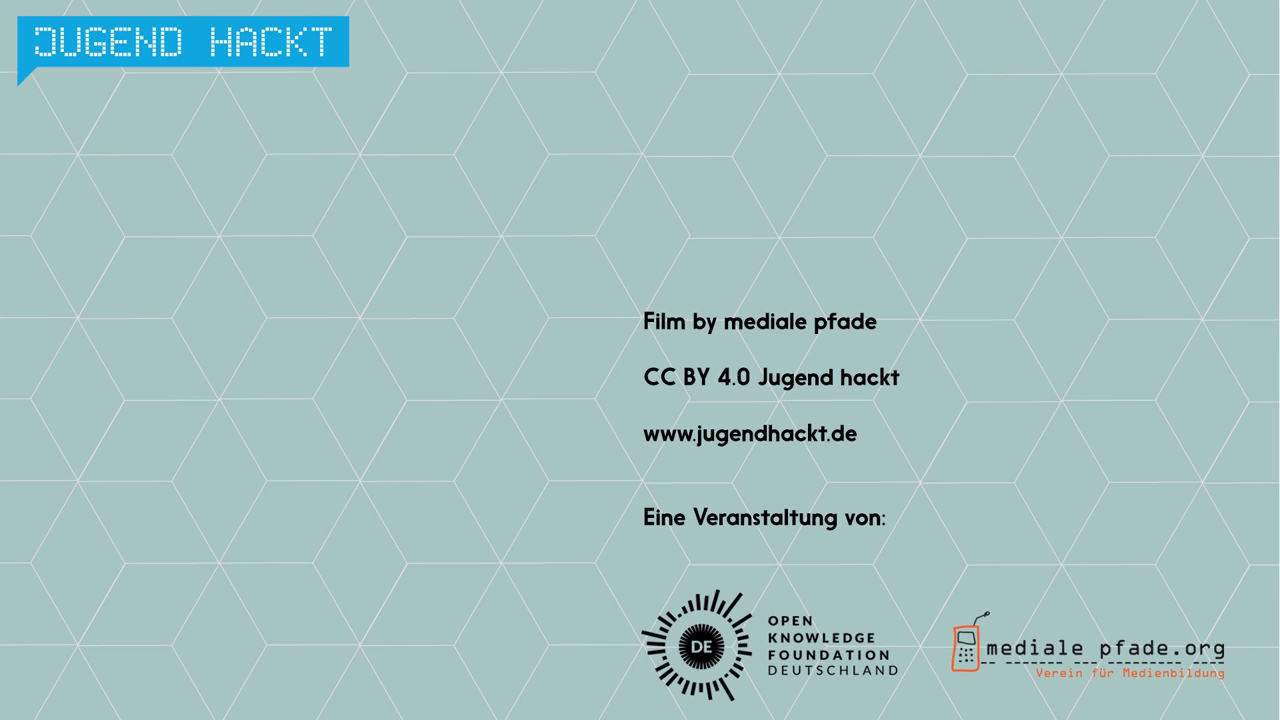 JUGEND HACKT
Film by mediale pfade
CC BY 4.0 Jugend hackt
www.jugendhackt.de
Eine Veranstaltung von:
DE
OPEN
KNOWLEDGE
FOUNDATION
DEUTSCHLAND
mediale pfade.org
Verein für Medienbildung